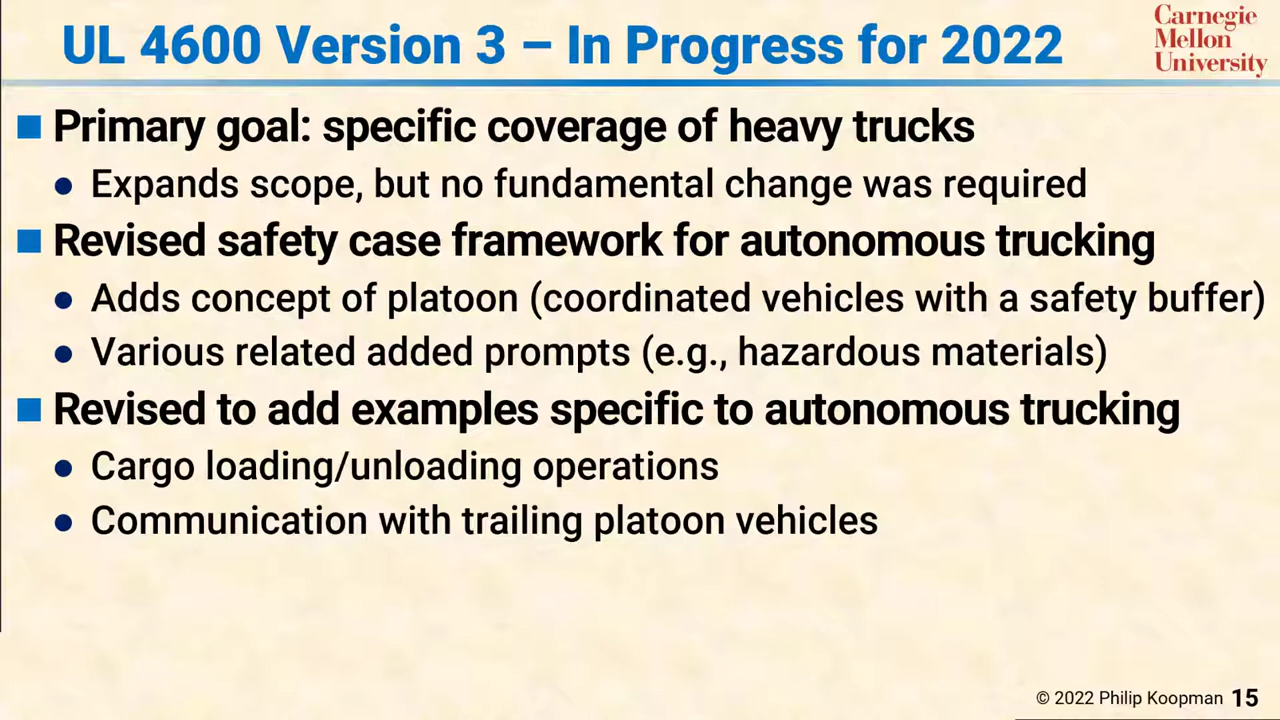 UL 4600 Version 3 – In Progress for 2022
Carnegie
Mellon
University
Primary goal: specific coverage of heavy trucks
Expands scope, but no fundamental change was required
Revised safety case framework for autonomous trucking
Adds concept of platoon (coordinated vehicles with a safety buffer)
Various related added prompts (e.g., hazardous materials)
Revised to add examples specific to autonomous trucking
Cargo loading/unloading operations
Communication with trailing platoon vehicles
© 2022 Philip Koopman 15